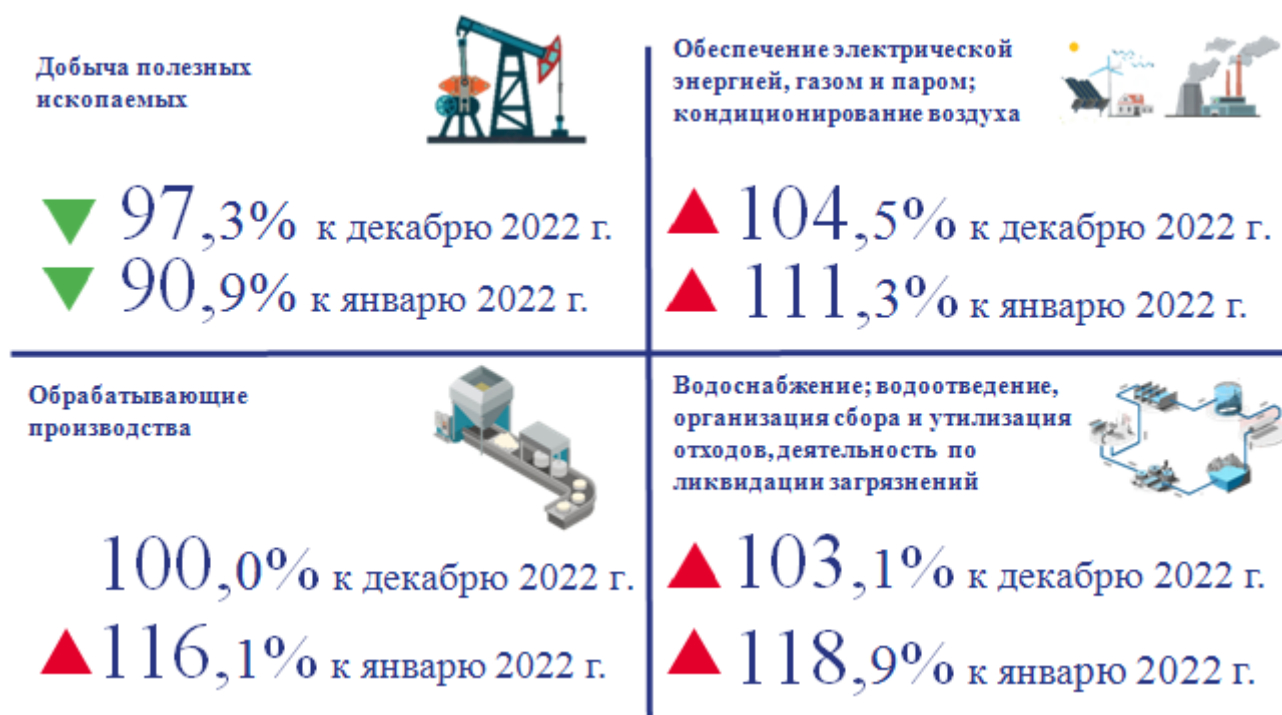 Добыча полезных
ископаемых
97,3% к декабрю 2022 г.
90,9% к январю 2022 г.
Обеспечение электрической
энергией, газом и паром;
кондиционирование воздуха
104,5% к декабрю 2022 г.
111,3% к январю 2022 г.
Обрабатывающие
производства
100,0% к декабрю 2022 г.
116,1% к январю 2022 г.
Водоснабжение; водоотведение,
организация сбора и утилизация
отходов, деятельность по
ликвидации загрязнений
103,1% к декабрю 2022 г.
118,9% к январю 2022 г.